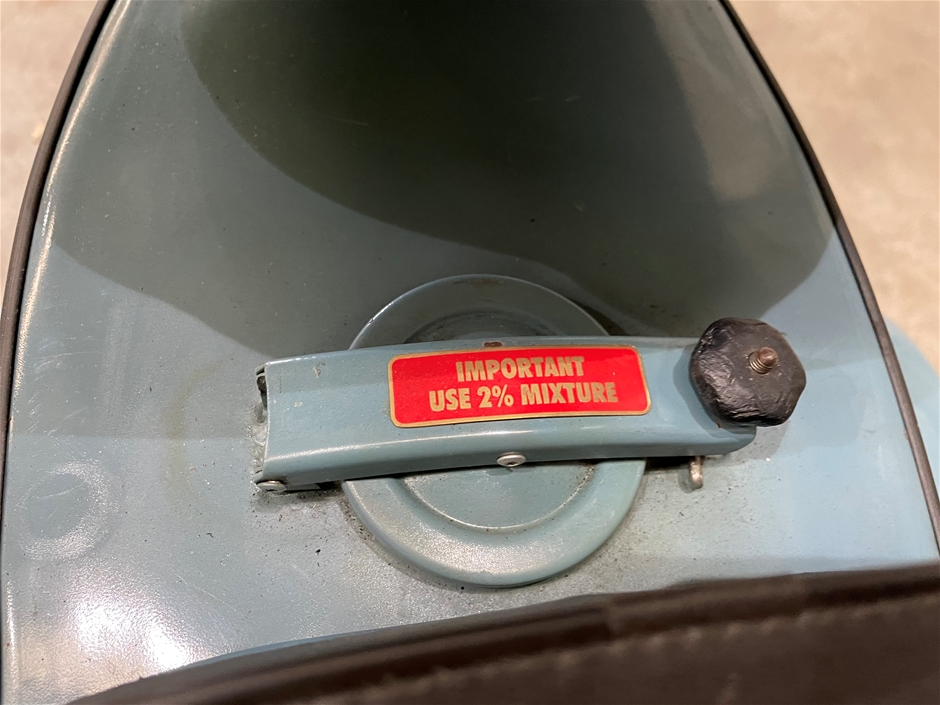 IMPORTANT
USE 2% MIXTURE